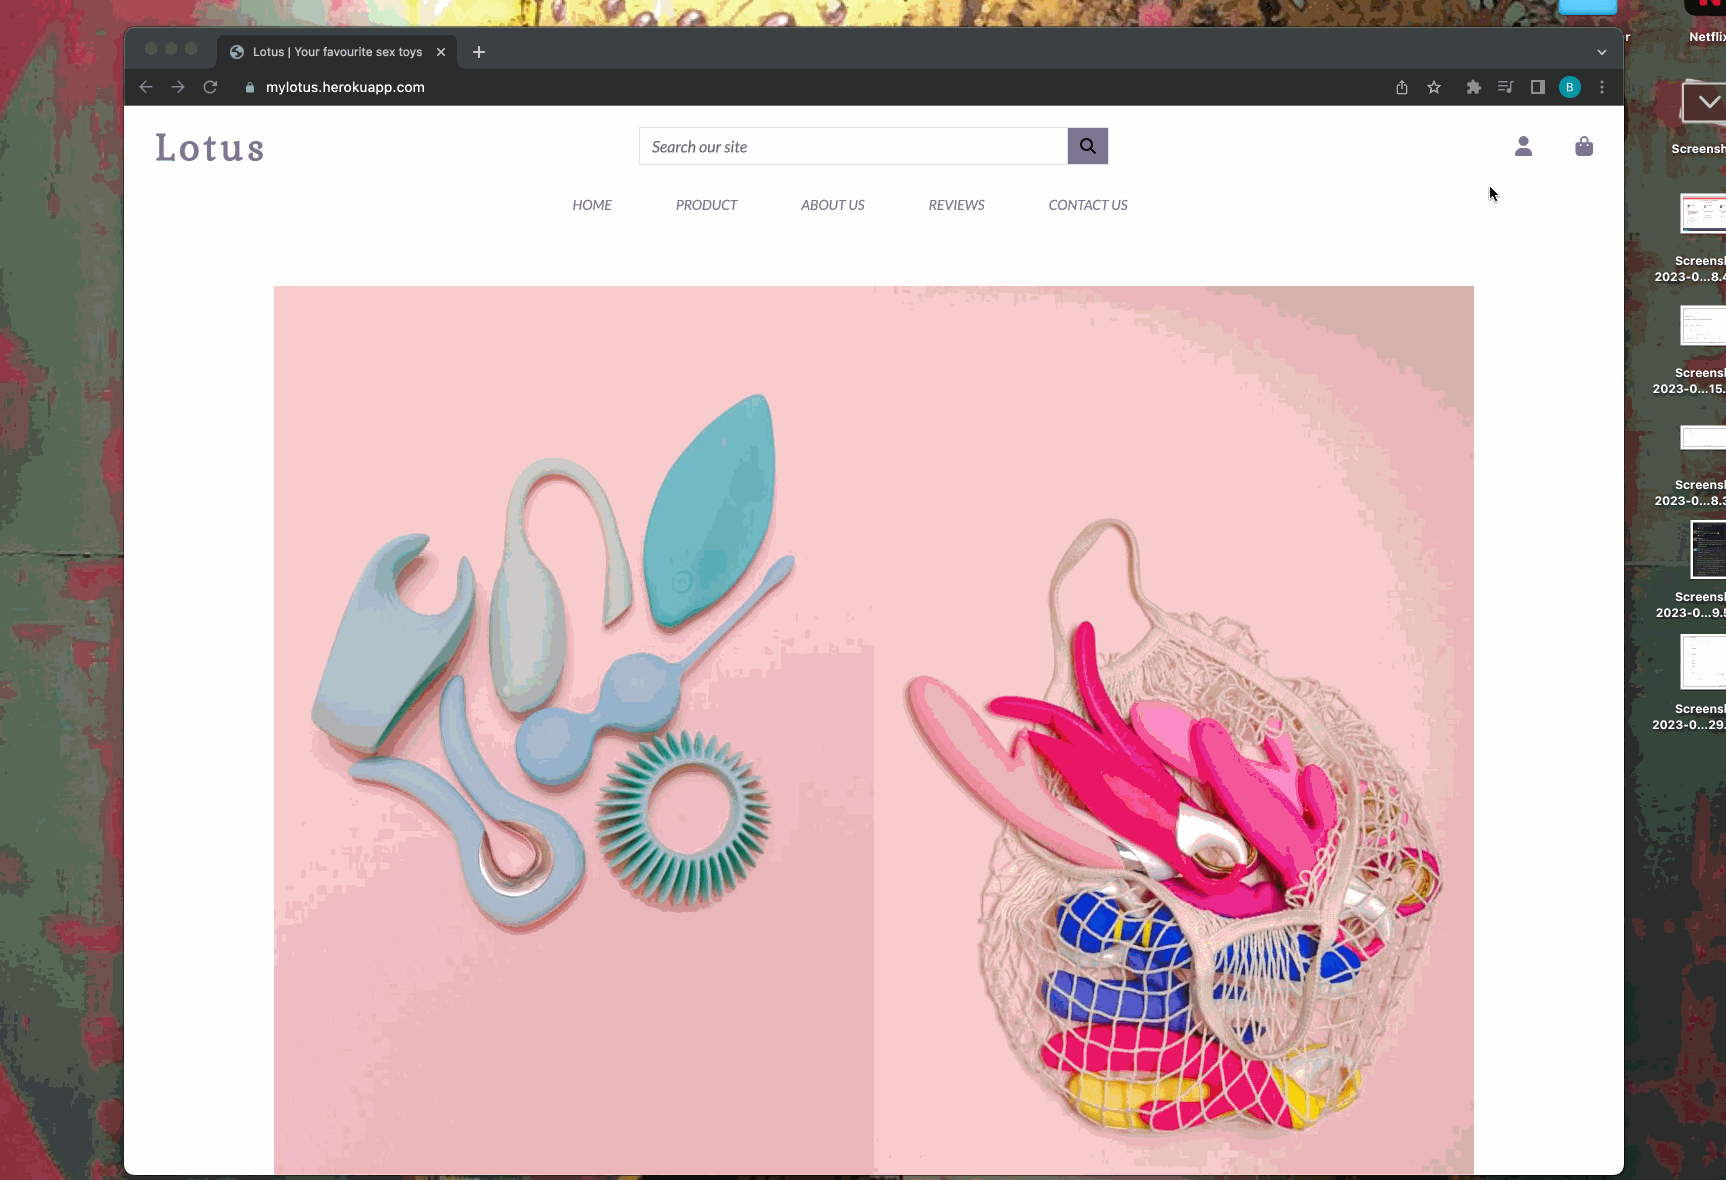 Netflix
Lotus | Your favourite sex toys
r
mylotus.herokuapp.com
B
Lotus
Search our site
HOME
PRODUCT
ABOUT US
REVIEWS
CONTACT US
Screensh
Screensh
2023-0...8.4
Screensh
2023-0...15.
Screensh
2023-0...8.3
Screensh
2023-0...9.5
Screensh
2023-0...29.